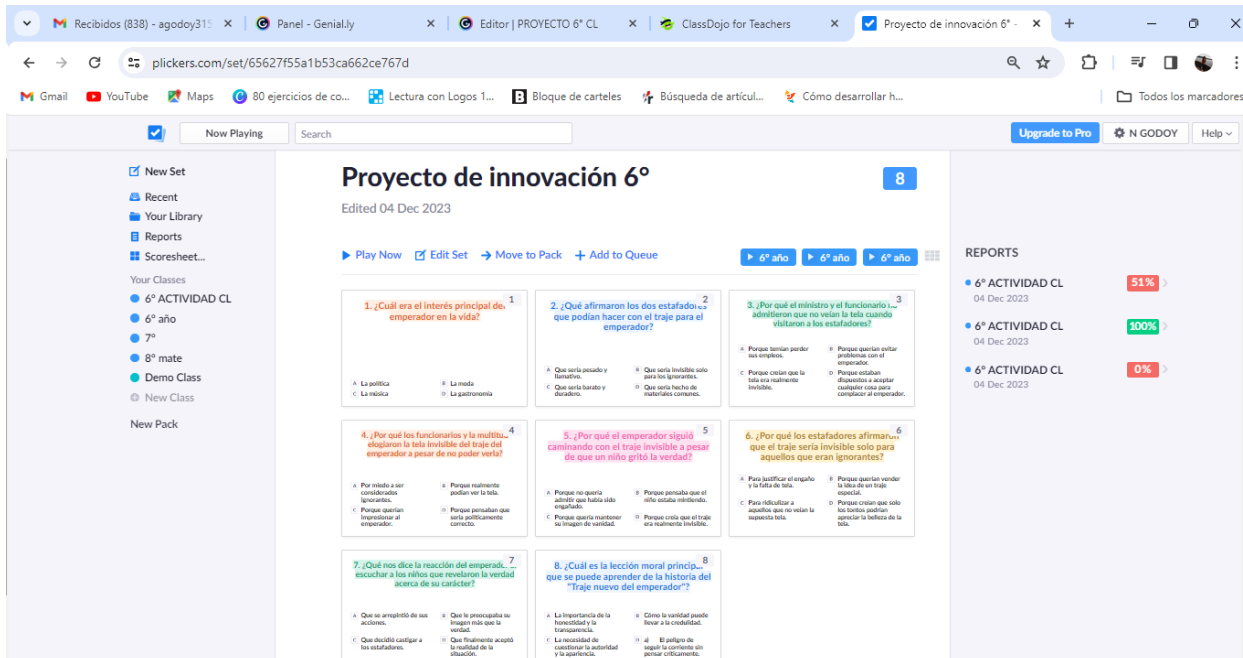 Recibidos (838) - agodoy315
Panel - Genial.ly
Editor | PROYECTO 6° CL
ClassDojo for Teachers
Proyecto de innovación 6° -
plickers.com/set/65627f55a1b53ca662ce767d
Gmail
YouTube
Maps
80 ejercicios de co...
Lectura con Logos 1...
Bloque de carteles
Búsqueda de artícul...
Cómo desarrollar h...
Todos los marcadores
Now Playing
Search
Upgrade to Pro
N GODOY
Help
New Set
Recent
Your Library
Reports
Scoresheet...
Your Classes
6º ACTIVIDAD CL
6º año
7º
8º mate
Demo Class
New Class
New Pack
Proyecto de innovación 6º
8
Edited 04 Dec 2023
Play Now
Edit Set
Move to Pack
Add to Queue
6º año
6º año
6º año
1. ¿Cuál era el interés principal del
emperador en la vida?
1
A La política
B La moda
C La música
D La gastronomía
2. ¿Qué afirmaron los dos estafadores
que podían hacer con el traje para el
emperador?
2
A Que sería pesado y
llamativo.
B Que sería invisible solo
para los ignorantes.
C Que sería barato y
duradero.
D Que sería hecho de
materiales comunes.
3. ¿Por qué el ministro y el funcionario no
admitieron que no veían la tela cuando
visitaron a los estafadores?
3
A Porque temían perder
sus empleos.
B Porque querían evitar
problemas con el
emperador.
C Porque creían que la
tela era realmente
invisible.
D Porque estaban
dispuestos a aceptar
cualquier cosa para
complacer al emperador.
4. ¿Por qué los funcionarios y la multitud
elogiaron la tela invisible del traje del
emperador a pesar de no poder verla?
4
A Por miedo a ser
considerados
ignorantes.
B Porque realmente
podían ver la tela.
C Porque querían
impresionar al
emperador.
D Porque pensaban que
sería políticamente
correcto.
5. ¿Por qué el emperador siguió
caminando con el traje invisible a pesar
de que un niño gritó la verdad?
5
A Porque no quería
admitir que había sido
engañado.
B Porque pensaba que el
niño estaba mintiendo.
C Porque quería mantener
su imagen de vanidad.
D Porque creía que el traje
era realmente invisible.
6. ¿Por qué los estafadores afirmaron
que el traje sería invisible solo para
aquellos que eran ignorantes?
6
A Para justificar el engaño
y la falta de tela.
B Porque querían vender
la idea de un traje
especial.
C Para ridiculizar a
aquellos que no veían la
supuesta tela.
D Porque creían que solo
los tontos podrían
apreciar la belleza de la
tela.
7. ¿Qué nos dice la reacción del emperador
escuchar a los niños que revelaron la verdad
acerca de su carácter?
7
A Que se arrepintió de sus
acciones.
B Que le preocupaba su
imagen más que la
verdad.
C Que decidió castigar a
los estafadores.
D Que finalmente aceptó
la realidad de la
situación.
8. ¿Cuál es la lección moral principal
que se puede aprender de la historia del
"Traje nuevo del emperador"?
8
A La importancia de la
honestidad y la
transparencia.
B Cómo la vanidad puede
llevar a la credulidad.
C La necesidad de
cuestionar la autoridad
y la apariencia.
D a) El peligro de
seguir la corriente sin
pensar críticamente.
REPORTS
6º ACTIVIDAD CL
04 Dec 2023
51%
6º ACTIVIDAD CL
04 Dec 2023
100%
6º ACTIVIDAD CL
04 Dec 2023
0%